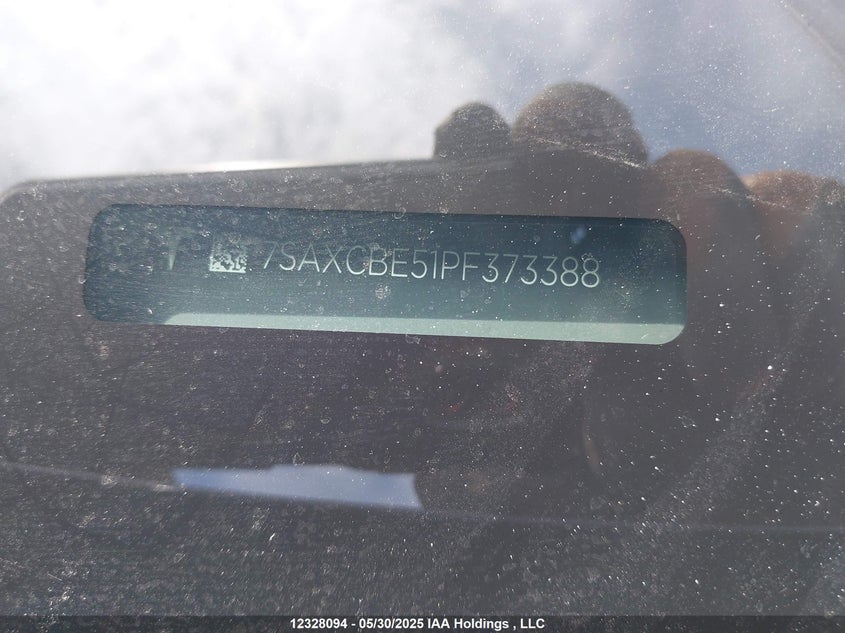 7SAXCBE51PF373388
12328094 - 05/30/2025 IAA Holdings , LLC